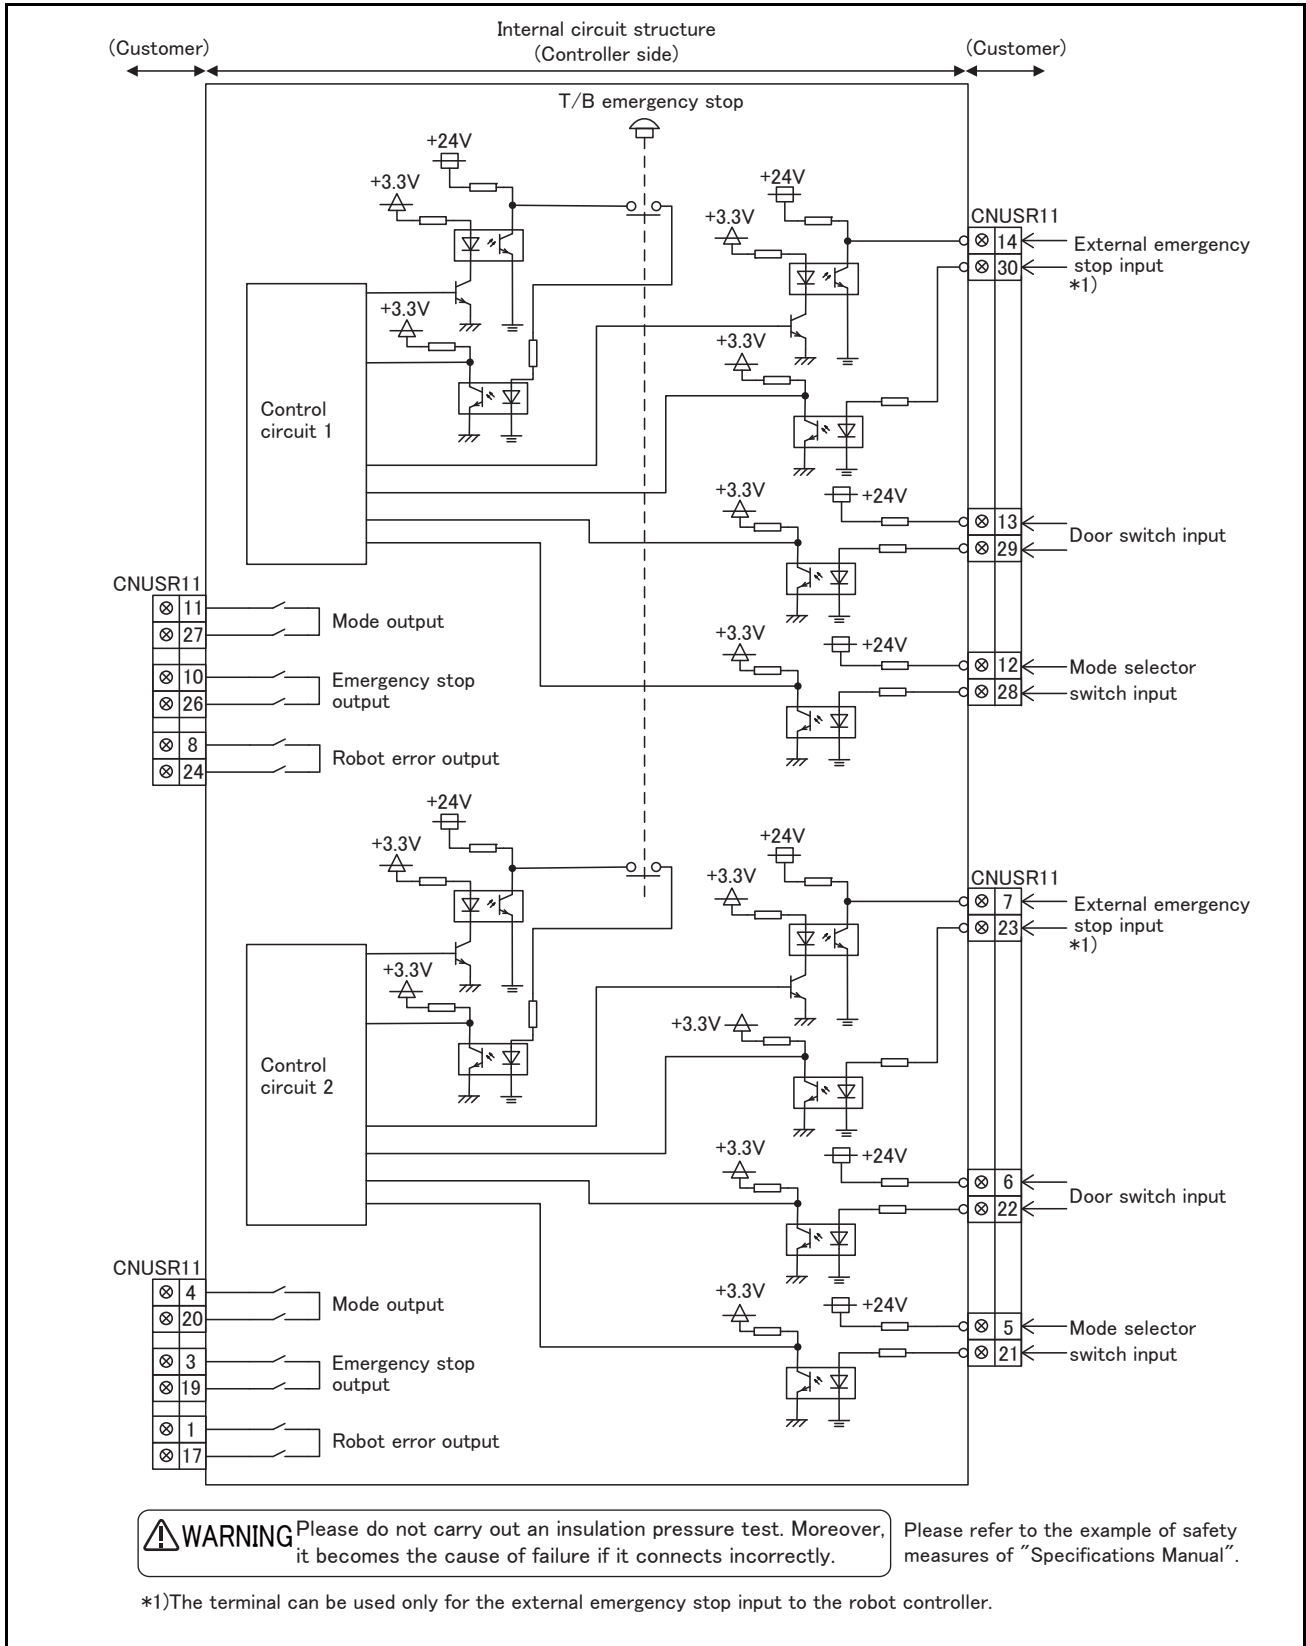 Internal circuit structure
(Customer)
(Controller side)
(Customer)
T/B emergency stop
+24V
+3.3V
+24V
+3.3V
CNUSR11
14
External emergency
30
stop input
*1)
+3.3V
+3.3V
Control
circuit 1
+3.3V
+24V
13
Door switch input
29
CNUSR11
11
Mode output
27
+3.3V
+24V
12
Mode selector
28
switch input
10
Emergency stop
26
output
8
Robot error output
24
+24V
+3.3V
+24V
+3.3V
CNUSR11
7
External emergency
23
stop input
*1)
+3.3V
+3.3V
Control
circuit 2
+3.3V
+24V
6
Door switch input
22
CNUSR11
4
Mode output
20
+3.3V
+24V
5
Mode selector
21
switch input
3
Emergency stop
19
output
1
Robot error output
17
WARNING Please do not carry out an insulation pressure test. Moreover,
it becomes the cause of failure if it connects incorrectly.
Please refer to the example of safety
measures of "Specifications Manual".
*1)The terminal can be used only for the external emergency stop input to the robot controller.